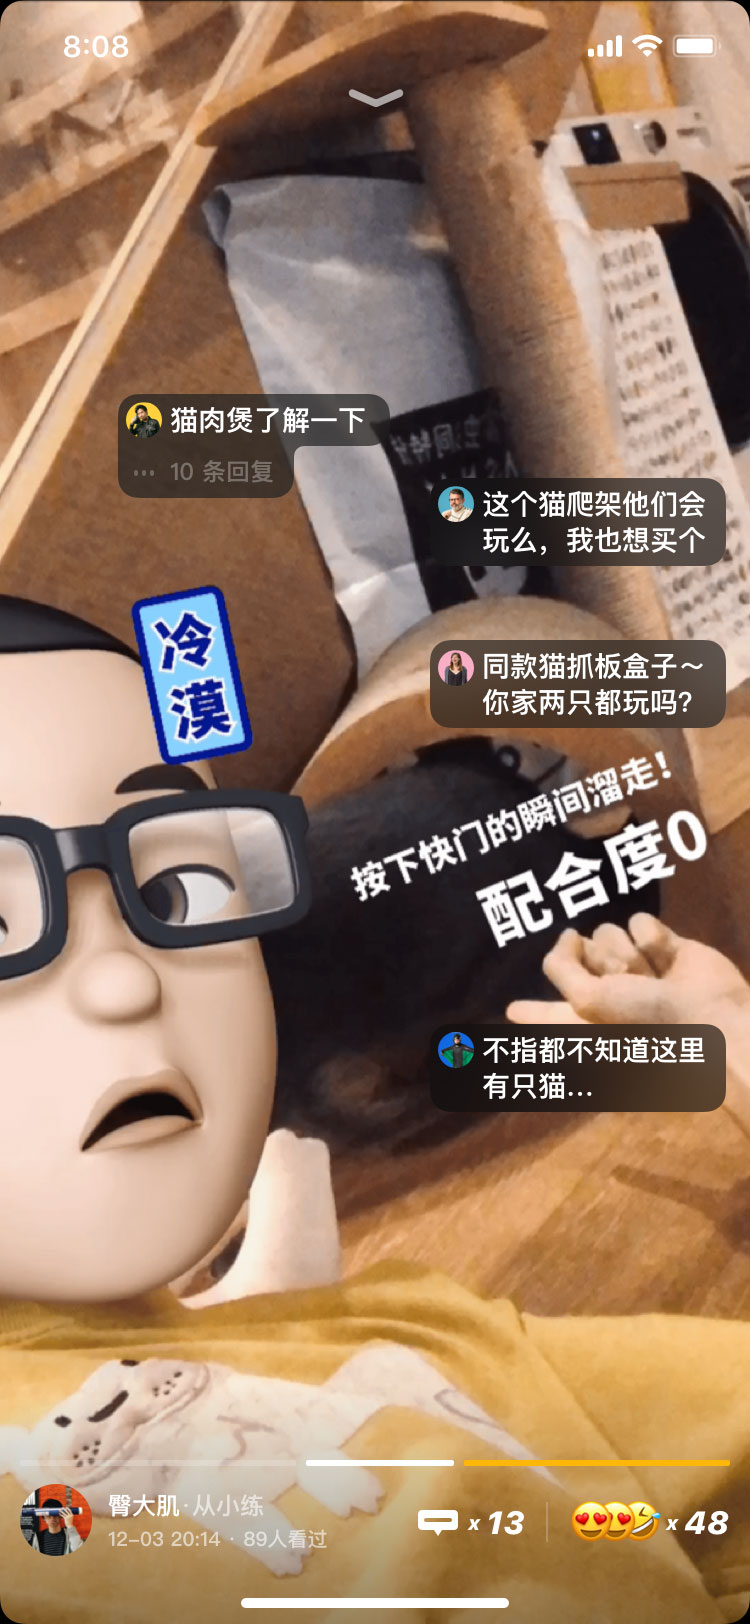 8:08
猫肉煲了解一下
··· 10 条回复
这个猫爬架他们会
玩么，我也想买个
冷
漠
同款猫抓板盒子～
你家两只都玩吗?
按下快门的瞬间溜走!
配合度0
不指都不知道这里
有只猫...
臀大肌·从小练
12-03 20:14 · 89人看过
x 13
x 48